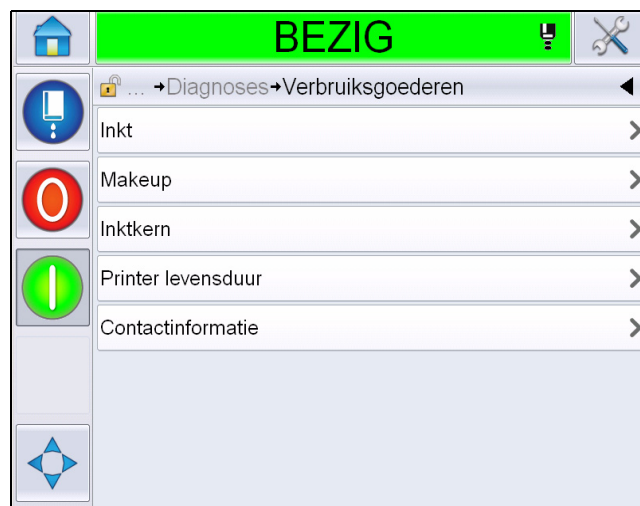 BEZIG
... →Diagnoses→Verbruiksgoederen
Inkt
Makeup
Inktkern
Printer levensduur
Contactinformatie